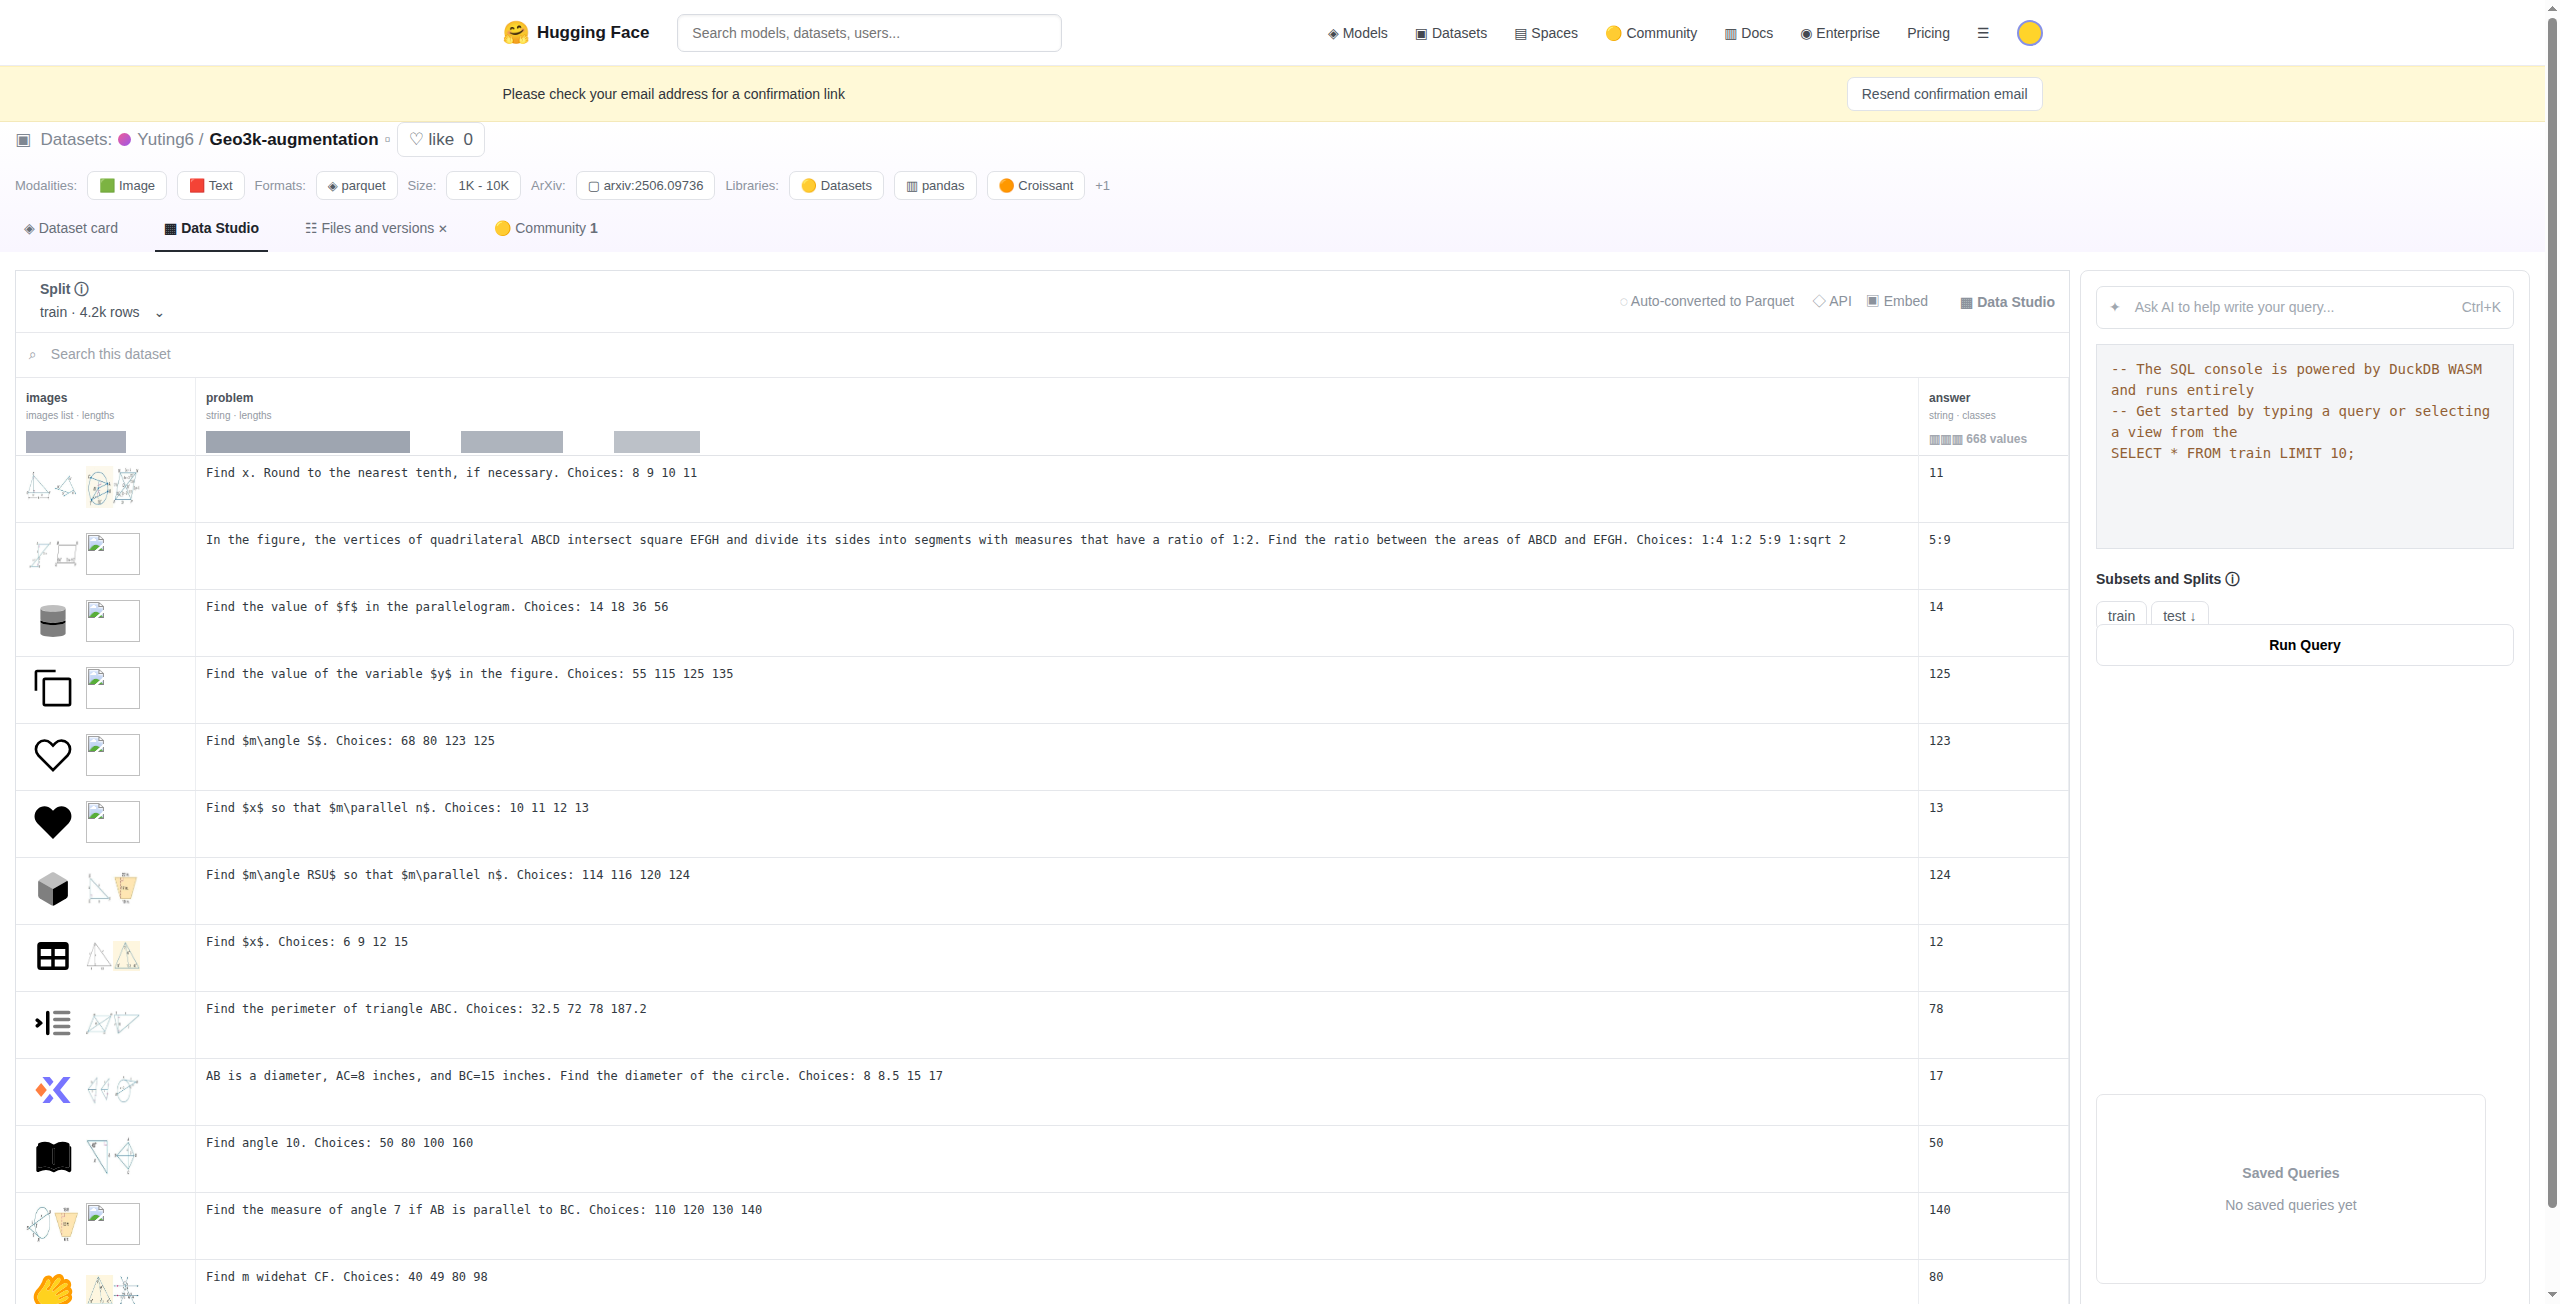 Hugging Face
Search models, datasets, users...
Models
Datasets
Spaces
Community
Docs
Enterprise
Pricing
Please check your email address for a confirmation link
Resend confirmation email
Datasets: Yuting6 / Geo3k-augmentation
like 0
Modalities: Image Text Formats: parquet Size: 1K - 10K ArXiv: arxiv:2506.09736 Libraries: Datasets pandas Croissant +1
Dataset card
Data Studio
Files and versions ×
Community 1
Split ⓘ
train · 4.2k rows
Auto-converted to Parquet
API
Embed
Data Studio
Search this dataset
images
images list · lengths
problem
string · lengths
answer
string · classes
668 values
Find x. Round to the nearest tenth, if necessary. Choices: 8 9 10 11
11
In the figure, the vertices of quadrilateral ABCD intersect square EFGH and divide its sides into segments with measures that have a ratio of 1:2. Find the ratio between the areas of ABCD and EFGH. Choices: 1:4 1:2 5:9 1:sqrt 2
5:9
Find the value of $f$ in the parallelogram. Choices: 14 18 36 56
14
Find the value of the variable $y$ in the figure. Choices: 55 115 125 135
125
Find $m\angle S$. Choices: 68 80 123 125
123
Find $x$ so that $m\parallel n$. Choices: 10 11 12 13
13
Find $m\angle RSU$ so that $m\parallel n$. Choices: 114 116 120 124
124
Find $x$. Choices: 6 9 12 15
12
Find the perimeter of triangle ABC. Choices: 32.5 72 78 187.2
78
AB is a diameter, AC=8 inches, and BC=15 inches. Find the diameter of the circle. Choices: 8 8.5 15 17
17
Find angle 10. Choices: 50 80 100 160
50
Find the measure of angle 7 if AB is parallel to BC. Choices: 110 120 130 140
140
Find m widehat CF. Choices: 40 49 80 98
80
Ask AI to help write your query...
Ctrl+K
-- The SQL console is powered by DuckDB WASM
and runs entirely
-- Get started by typing a query or selecting
a view from the
SELECT * FROM train LIMIT 10;
Subsets and Splits ⓘ
train
test ↓
Run Query
Saved Queries
No saved queries yet